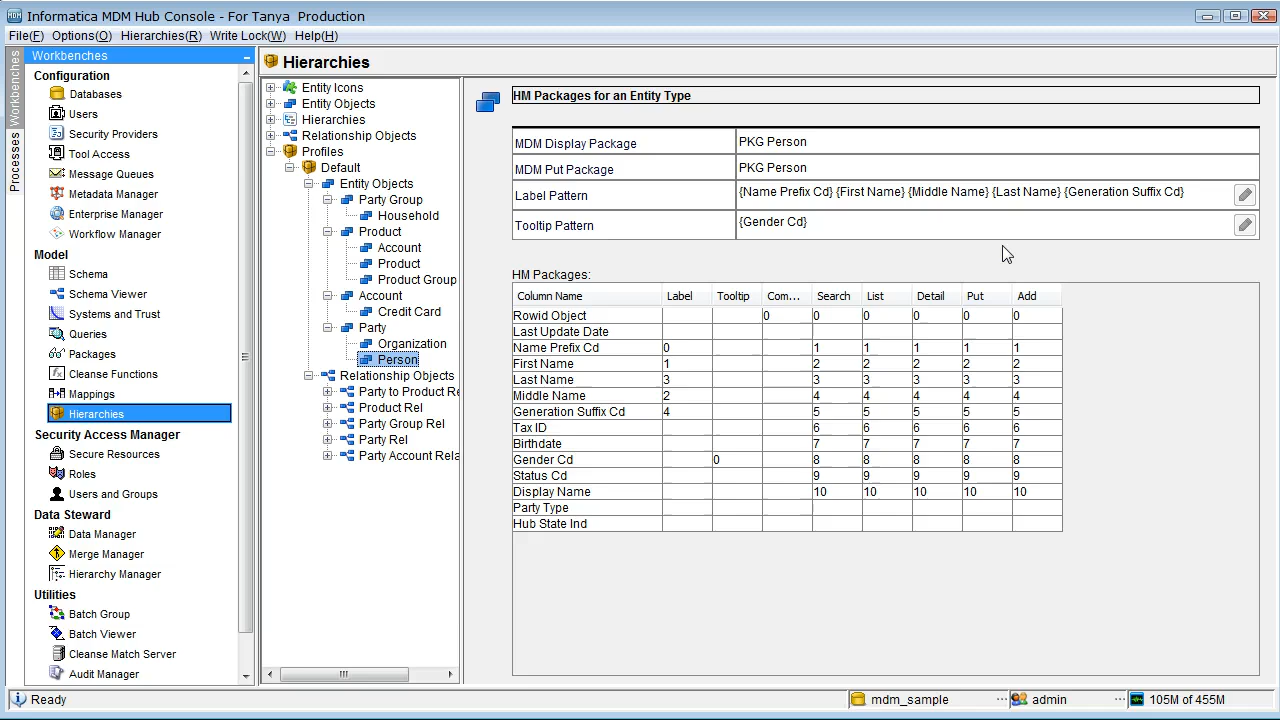 Informatica MDM Hub Console - For Tanya  Production
File(F) Options(O) Hierarchies(R) Write Lock(W) Help(H)
Processes Workbenches
Workbenches
Configuration
Databases
Users
Security Providers
Tool Access
Message Queues
Metadata Manager
Enterprise Manager
Workflow Manager
Model
Schema
Schema Viewer
Systems and Trust
Queries
Packages
Cleanse Functions
Mappings
Hierarchies
Security Access Manager
Secure Resources
Roles
Users and Groups
Data Steward
Data Manager
Merge Manager
Hierarchy Manager
Utilities
Batch Group
Batch Viewer
Cleanse Match Server
Audit Manager
Hierarchies
Entity Icons
Entity Objects
Hierarchies
Relationship Objects
Profiles
Default
Entity Objects
Party Group
Household
Product
Account
Product
Product Group
Account
Credit Card
Party
Organization
Person
Relationship Objects
Party to Product Re
Product Rel
Party Group Rel
Party Rel
Party Account Rela
HM Packages for an Entity Type
MDM Display Package PKG Person
MDM Put Package PKG Person
Label Pattern {Name Prefix Cd} {First Name} {Middle Name} {Last Name} {Generation Suffix Cd}
Tooltip Pattern {Gender Cd}
HM Packages:
Column Name Label Tooltip Com... Search List Detail Put Add
Rowid Object 0 0 0 0 0 0
Last Update Date
Name Prefix Cd 0 1 1 1 1 1
First Name 1 2 2 2 2 2
Last Name 3 3 3 3 3 3
Middle Name 2 4 4 4 4 4
Generation Suffix Cd 4 5 5 5 5 5
Tax ID 6 6 6 6 6
Birthdate 7 7 7 7 7
Gender Cd 0 8 8 8 8 8
Status Cd 9 9 9 9 9
Display Name 10 10 10 10 10
Party Type
Hub State Ind
Ready mdm_sample ... admin ... 105M of 455M